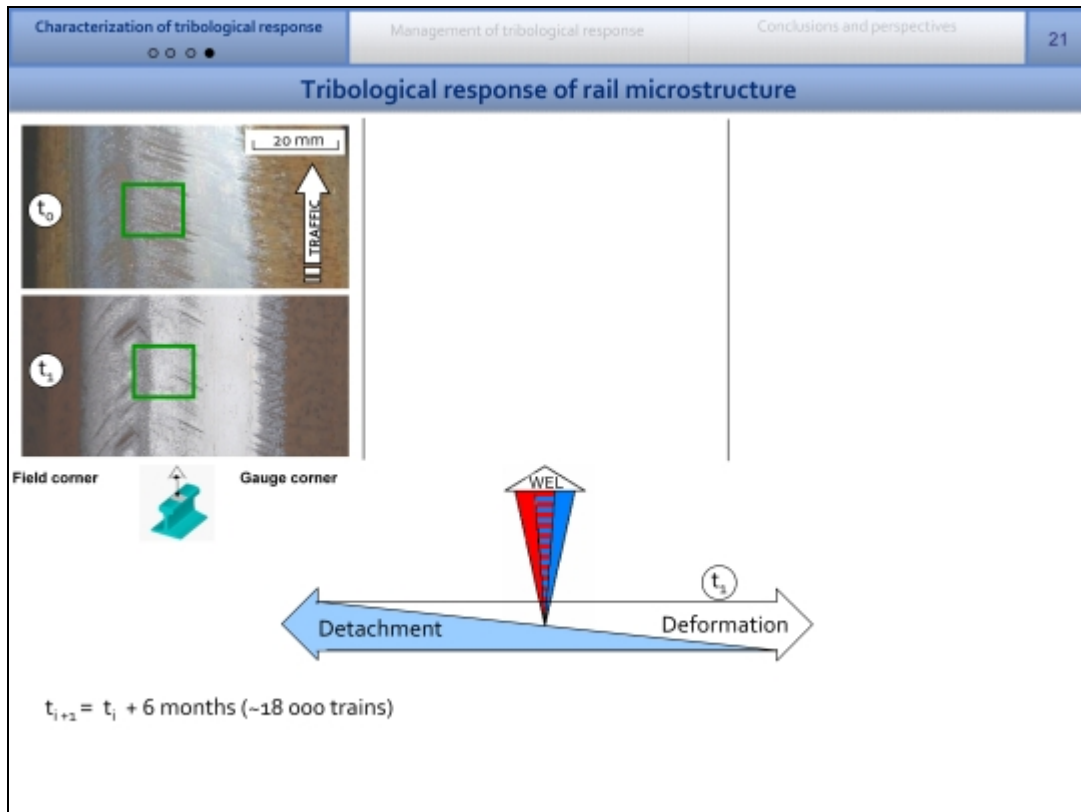 Characterization of tribological response
Management of tribological response
Conclusions and perspectives
21
Tribological response of rail microstructure
20 mm
t₀
TRAFFIC
t₁
Field corner
Gauge corner
WEL
t₁
Detachment
Deformation
tᵢ₊₁ = tᵢ + 6 months (~18 000 trains)